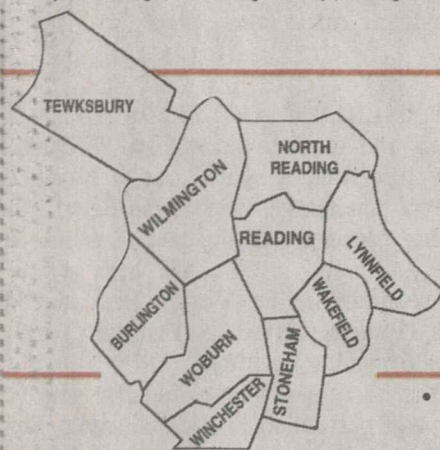 TEWKSBURY
NORTH
READING
WILMINGTON
READING
LYNNFIELD
BURLINGTON
WAKEFIELD
WOBURN
STONEHAM
WINCHESTER